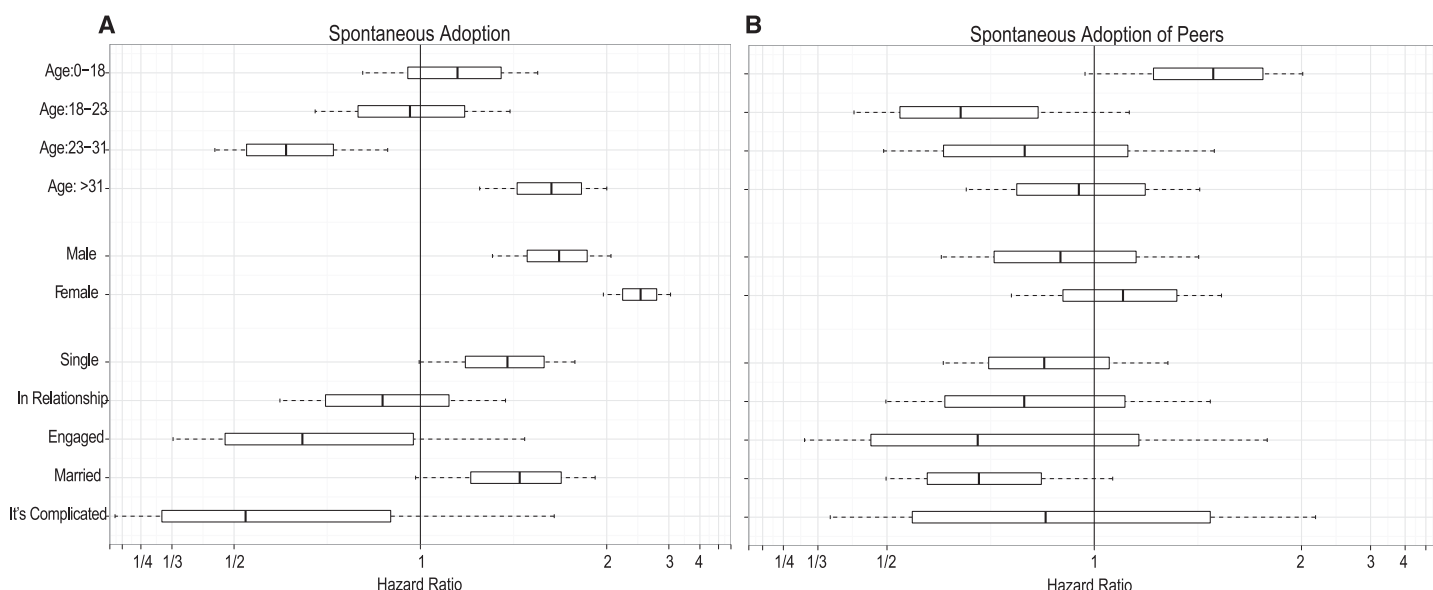 A
Spontaneous Adoption
Age:0–18
Age:18–23
Age:23–31
Age: >31
Male
Female
Single
In Relationship
Engaged
Married
It's Complicated
1/4 1/3 1/2 1 2 3 4
Hazard Ratio
B
Spontaneous Adoption of Peers
1/4 1/3 1/2 1 2 3 4
Hazard Ratio